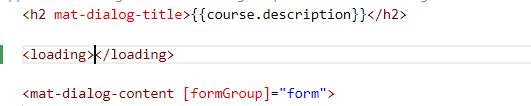 <h2 mat-dialog-title>{{course.description}}</h2>
<loading></loading>
<mat-dialog-content [formGroup]="form">